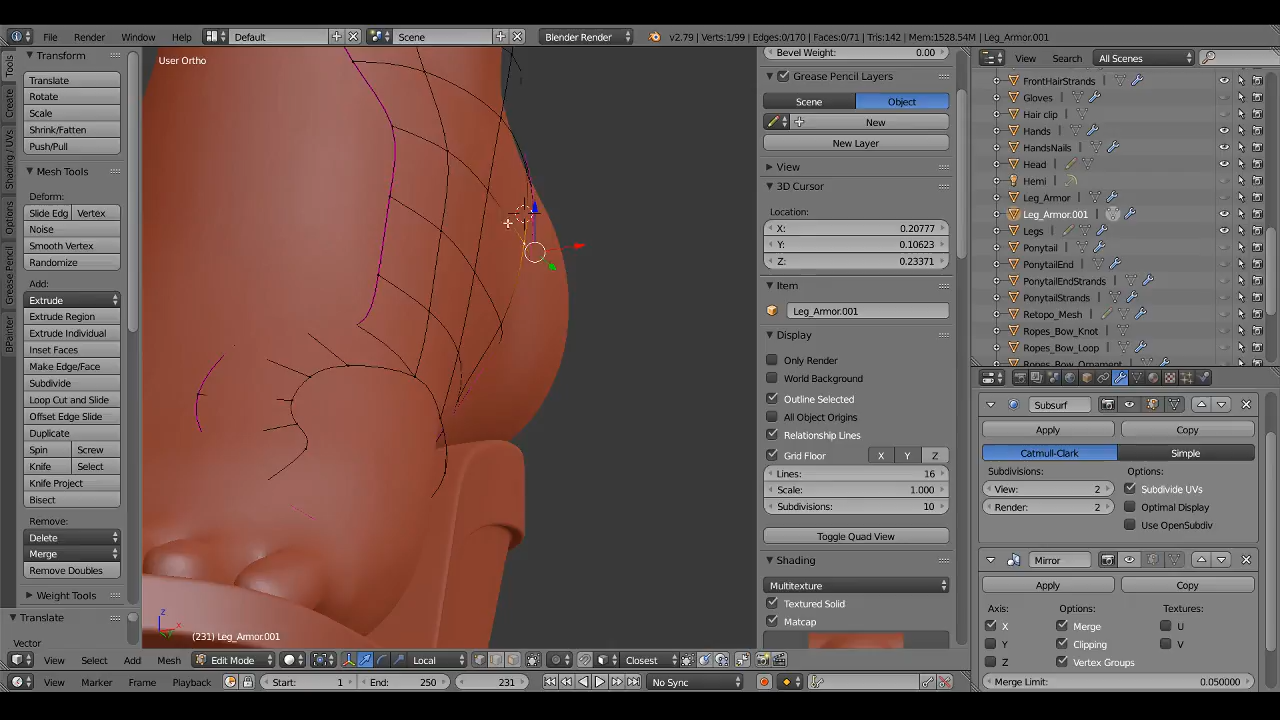 File Render Window Help Default Scene Blender Render v2.79 | Verts:1/99 | Edges:0/170 | Faces:0/71 | Tris:142 | Mem:1528.54M | Leg_Armor.001
Tools
Create
Shading / UVs
Options
Grease Pencil
BPainter
Transform
Translate
Rotate
Scale
Shrink/Fatten
Push/Pull
Mesh Tools
Deform:
Slide Edg Vertex
Noise
Smooth Vertex
Randomize
Add:
Extrude
Extrude Region
Extrude Individual
Inset Faces
Make Edge/Face
Subdivide
Loop Cut and Slide
Offset Edge Slide
Duplicate
Spin Screw
Knife Select
Knife Project
Bisect
Remove:
Delete
Merge
Remove Doubles
Weight Tools
Translate
Vector
User Ortho
(231) Leg_Armor.001
Bevel Weight: 0.00
Grease Pencil Layers
Scene Object
New
New Layer
View
3D Cursor
Location:
X: 0.20777
Y: 0.10623
Z: 0.23371
Item
Leg_Armor.001
Display
Only Render
World Background
Outline Selected
All Object Origins
Relationship Lines
Grid Floor X Y Z
Lines: 16
Scale: 1.000
Subdivisions: 10
Toggle Quad View
Shading
Multitexture
Textured Solid
Matcap
View Search All Scenes
FrontHairStrands
Gloves
Hair clip
Hands
HandsNails
Head
Hemi
Leg_Armor
Leg_Armor.001
Legs
Ponytail
PonytailEnd
PonytailEndStrands
PonytailStrands
Retopo_Mesh
Ropes_Bow_Knot
Ropes_Bow_Loop
Ropes_Bow_Ornament
Subsurf
Apply Copy
Catmull-Clark Simple
Subdivisions: Options:
View: 2 Subdivide UVs
Render: 2 Optimal Display
Use OpenSubdiv
Mirror
Apply Copy
Axis: Options: Textures:
X Merge U
Y Clipping V
Z Vertex Groups
Merge Limit: 0.050000
View Select Add Mesh Edit Mode Local Closest
View Marker Frame Playback Start: 1 End: 250 231 No Sync